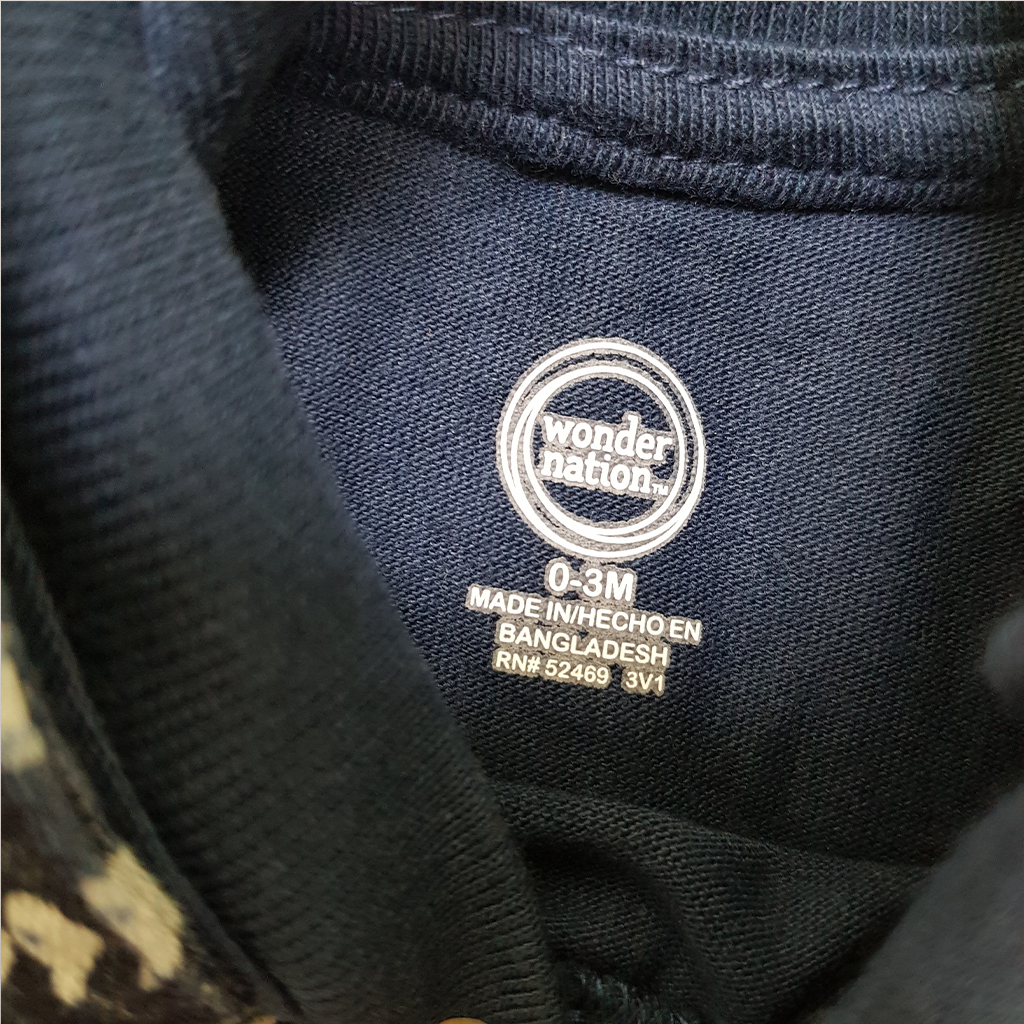 wonder
nation™
0-3M
MADE IN/HECHO EN
BANGLADESH
RN# 52469 3V1